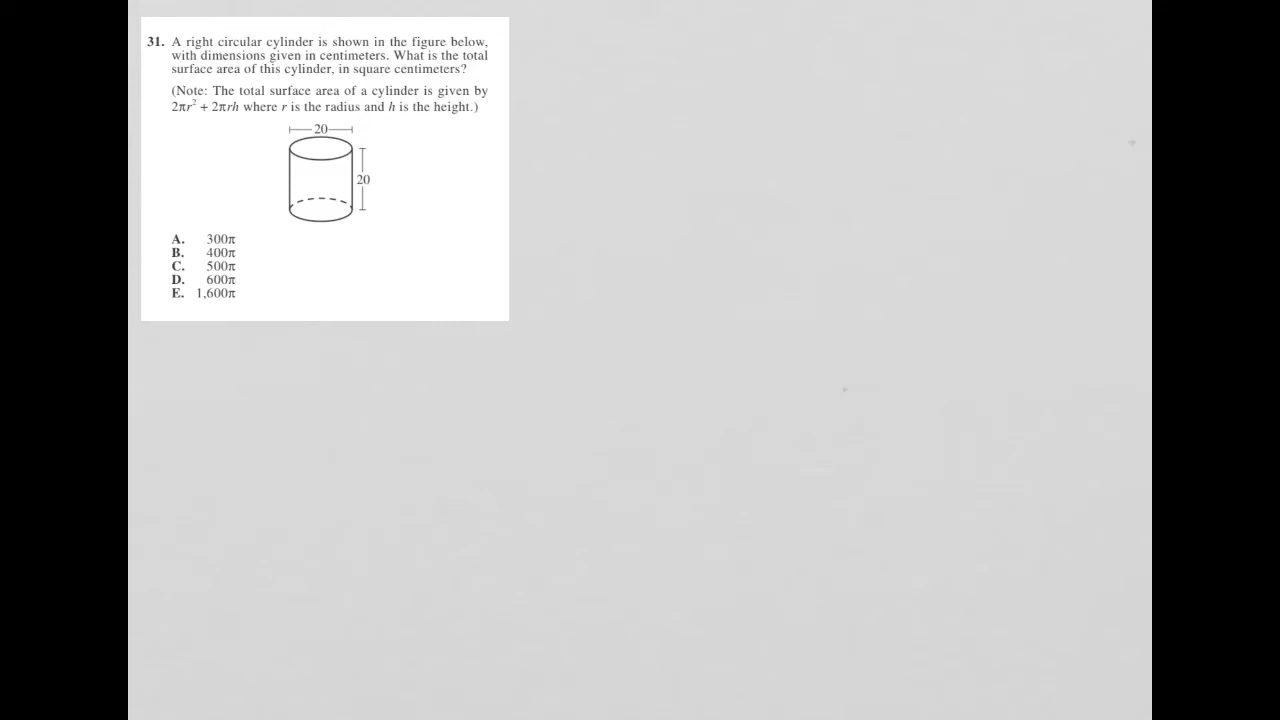 31. A right circular cylinder is shown in the figure below,
with dimensions given in centimeters. What is the total
surface area of this cylinder, in square centimeters?
(Note: The total surface area of a cylinder is given by
2πr² + 2πrh where r is the radius and h is the height.)
20
20
A. 300π
B. 400π
C. 500π
D. 600π
E. 1,600π